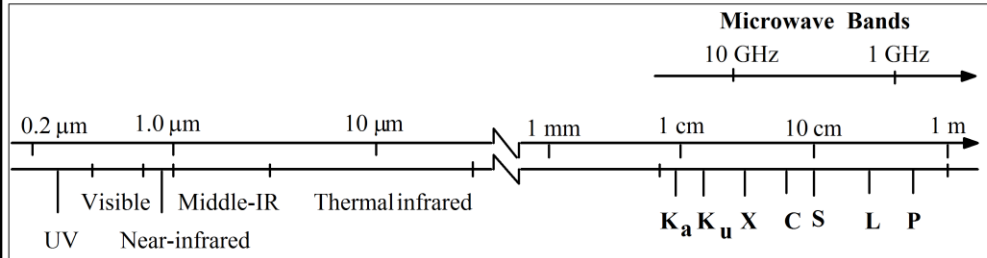 Microwave Bands
10 GHz 1 GHz
0.2 μm 1.0 μm 10 μm 1 mm 1 cm 10 cm 1 m
Visible Middle-IR Thermal infrared
UV Near-infrared
Ka Ku X C S L P